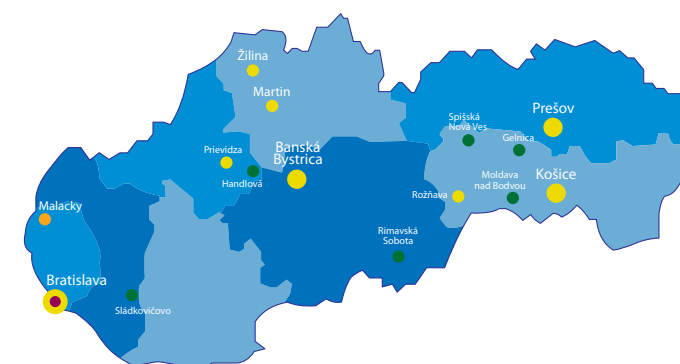 Žilina
Martin
Prešov
Spišská
Nová Ves
Gelnica
Banská
Bystrica
Prievidza
Handlová
Moldava
nad Bodvou
Košice
Rožňava
Malacky
Rimavská
Sobota
Bratislava
Sládkovičovo